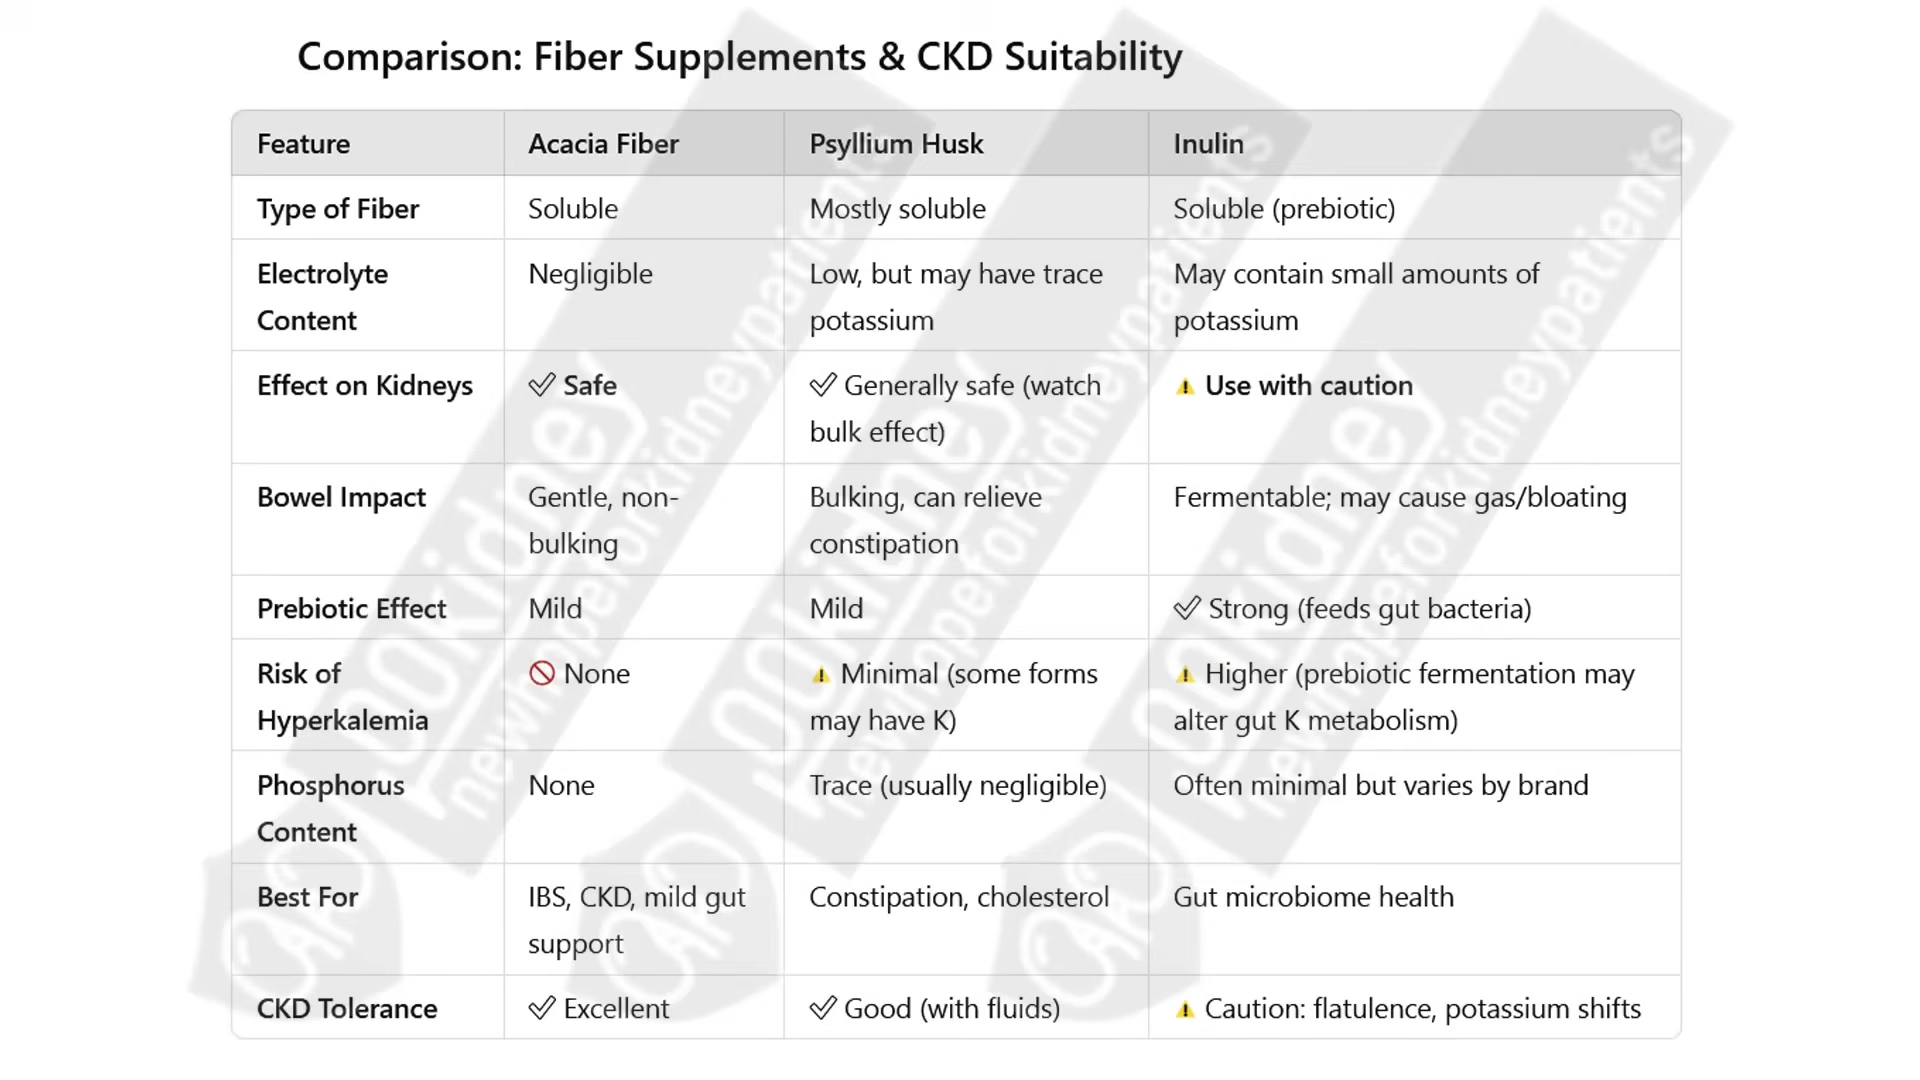 Comparison: Fiber Supplements & CKD Suitability
Feature Acacia Fiber Psyllium Husk Inulin
Type of Fiber Soluble Mostly soluble Soluble (prebiotic)
Electrolyte Negligible Low, but may have trace May contain small amounts of
Content potassium potassium
Effect on Kidneys ✅ Safe ✅ Generally safe (watch ⚠ Use with caution
bulk effect)
Bowel Impact Gentle, non- Bulking, can relieve Fermentable; may cause gas/bloating
bulking constipation
Prebiotic Effect Mild Mild ✅ Strong (feeds gut bacteria)
Risk of 🚫 None ⚠ Minimal (some forms ⚠ Higher (prebiotic fermentation may
Hyperkalemia may have K) alter gut K metabolism)
Phosphorus None Trace (usually negligible) Often minimal but varies by brand
Content
Best For IBS, CKD, mild gut Constipation, cholesterol Gut microbiome health
support
CKD Tolerance ✅ Excellent ✅ Good (with fluids) ⚠ Caution: flatulence, potassium shifts
newhopeforkidneypatients
newhopeforkidneypatients
newhopeforkidneypatients